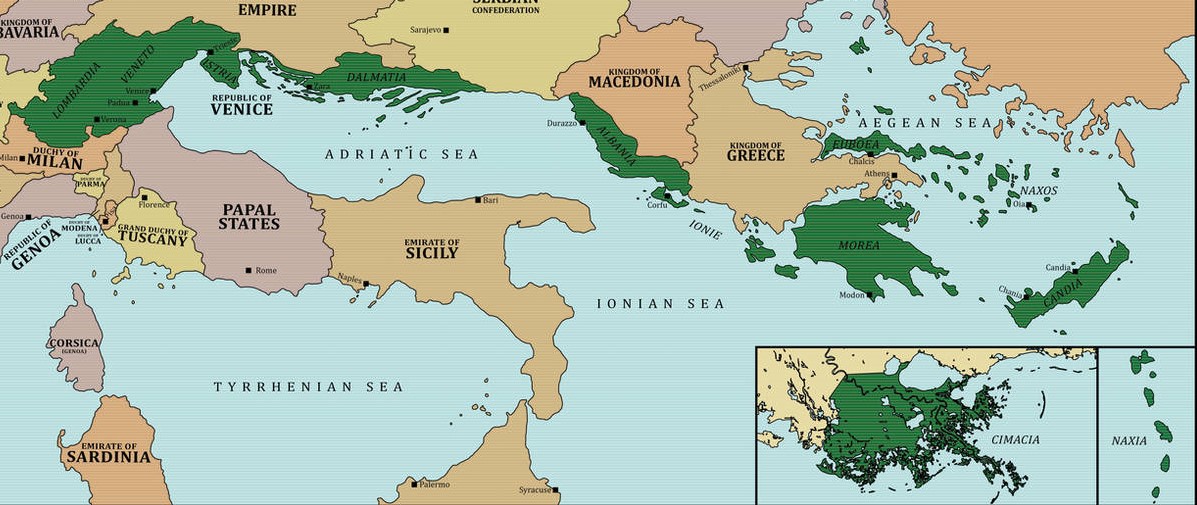 KINGDOM OF
BAVARIA
EMPIRE
SERBIAN
CONFEDERATION
Sarajevo
Trieste
VENETO
LOMBARDIA
ISTRIA
DALMATIA
Zara
Venice
Padua
Verona
REPUBLIC OF
VENICE
KINGDOM OF
MACEDONIA
Thessaloniki
Durazzo
ALBANIA
ADRIATIC SEA
AEGEAN SEA
EUBOEA
Chalcis
KINGDOM OF
GREECE
Athens
DUCHY OF
MILAN
Milan
DUCHY OF
PARMA
Florence
Genoa
REPUBLIC OF
GENOA
DUCHY OF
MODENA
DUCHY OF
LUCCA
GRAND DUCHY OF
TUSCANY
PAPAL
STATES
Rome
Bari
EMIRATE OF
SICILY
Naples
Corfu
IONIE
NAXOS
Oia
MOREA
Modon
Candia
Chania
CANDIA
IONIAN SEA
CORSICA
(GENOA)
TYRRHENIAN SEA
EMIRATE OF
SARDINIA
Palermo
Syracuse
CIMACIA
NAXIA